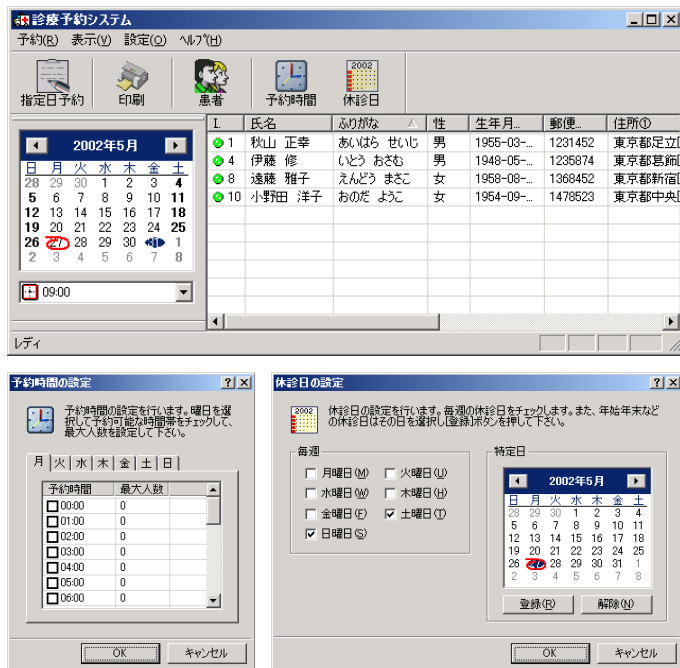 診療予約システム
予約(R) 表示(V) 設定(O) ヘルプ(H)
指定日予約 印刷 患者 予約時間 休診日
2002
2002年5月
日 月 火 水 木 金 土
28 29 30 1 2 3 4
5 6 7 8 9 10 11
12 13 14 15 16 17 18
19 20 21 22 23 24 25
26 27 28 29 30 1
2 3 4 5 6 7 8
09:00
I. 氏名 ふりがな 性 生年月... 郵便... 住所①
1 秋山 正幸 あいはら せいじ 男 1955-03-... 1231452 東京都足立
4 伊藤 修 いとう おさむ 男 1948-05-... 1235874 東京都葛飾
8 遠藤 雅子 えんどう まさこ 女 1958-08-... 1368452 東京都新宿
10 小野田 洋子 おのだ ようこ 女 1954-09-... 1478523 東京都中央
レディ
予約時間の設定
予約時間の設定を行います。曜日を選
択して予約可能な時間帯をチェックして、
最大人数を設定して下さい。
月 火 水 木 金 土 日
予約時間 最大人数
00:00 0
01:00 0
02:00 0
03:00 0
04:00 0
05:00 0
06:00 0
OK キャンセル
休診日の設定
2002
休診日の設定を行います。毎週の休診日をチェックします。また、年始年末など
の休診日はその日を選択し[登録]ボタンを押して下さい。
毎週
月曜日(M) 火曜日(U)
水曜日(W) 木曜日(H)
金曜日(F) 土曜日(T)
日曜日(S)
特定日
2002年5月
日 月 火 水 木 金 土
28 29 30 1 2 3 4
5 6 7 8 9 10 11
12 13 14 15 16 17 18
19 20 21 22 23 24 25
26 27 28 29 30 31 1
2 3 4 5 6 7 8
登録(R) 解除(N)
OK キャンセル